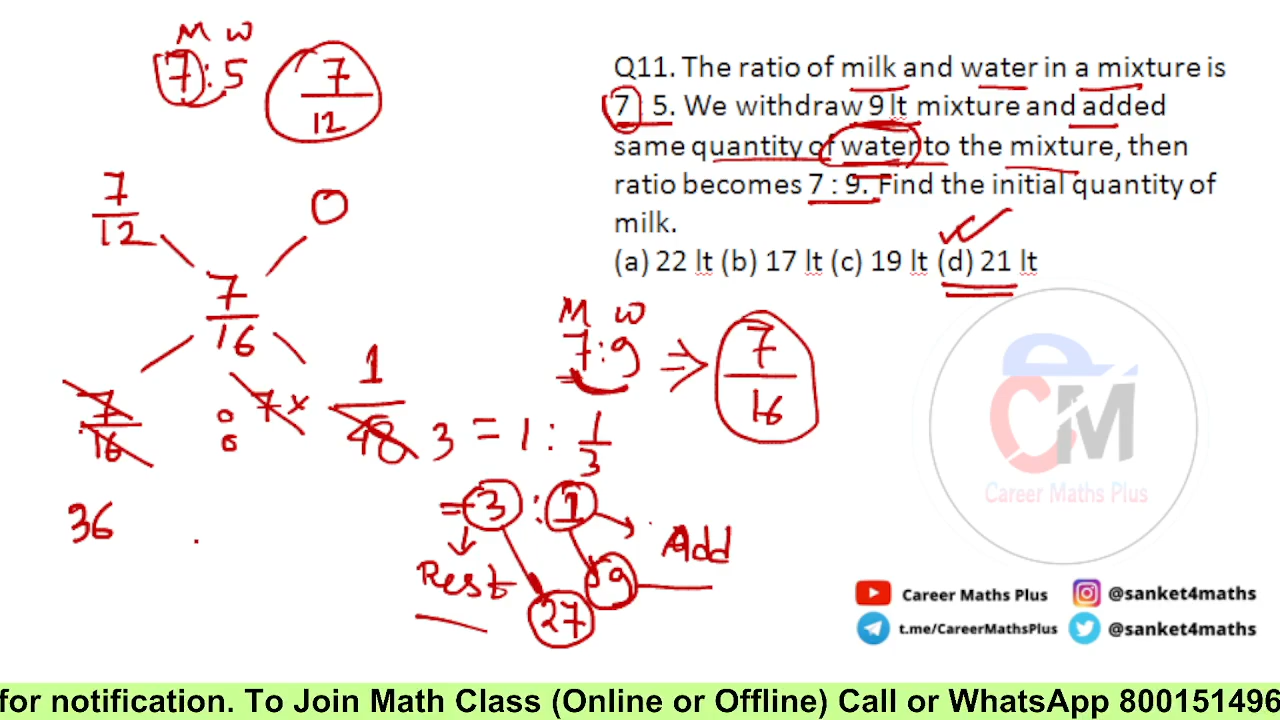 M W
7:5
7
12
Q11. The ratio of milk and water in a mixture is
7 5. We withdraw 9 lt mixture and added
same quantity of water to the mixture, then
ratio becomes 7 : 9. Find the initial quantity of
milk.
(a) 22 lt (b) 17 lt (c) 19 lt (d) 21 lt
7
12
0
7
16
M W
7:9 ⇒ 7
16
7
16
:
7 × 1
48 3 = 1 : 1
3
= 3 : 1
Rest
Add
27
9
36
CM
Career Maths Plus
Career Maths Plus
@sanket4maths
t.me/CareerMathsPlus
@sanket4maths
for notification. To Join Math Class (Online or Offline) Call or WhatsApp 800151496